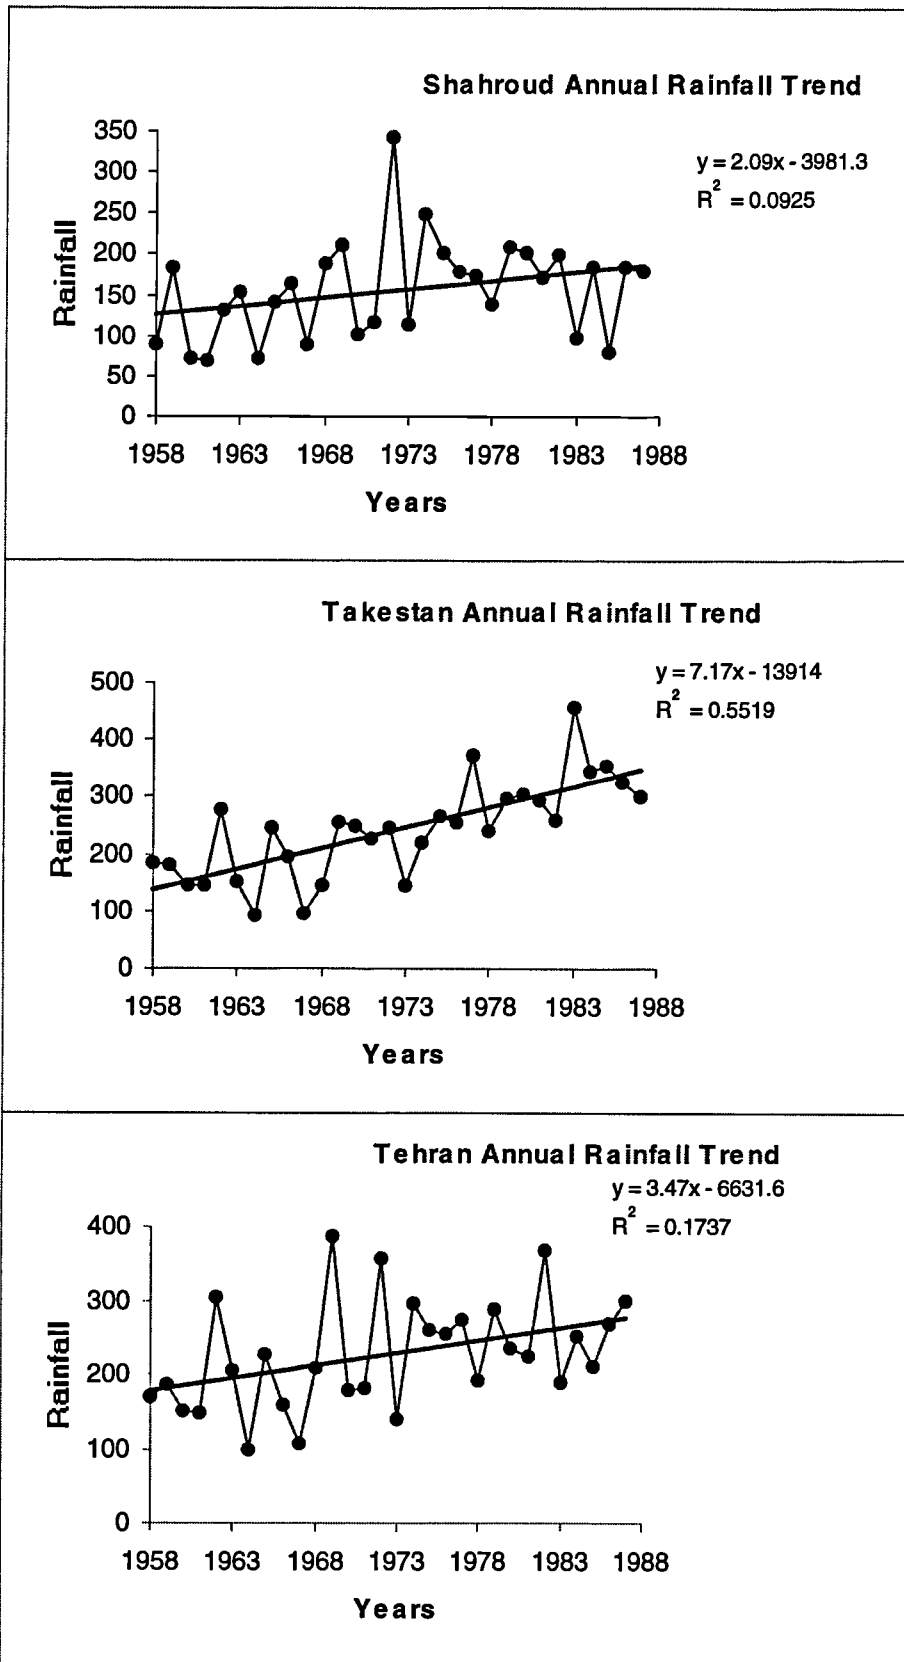 Shahroud Annual Rainfall Trend
y = 2.09x - 3981.3
R2 = 0.0925
350
300
250
200
150
100
50
0
Rainfall
1958 1963 1968 1973 1978 1983 1988
Years
Takestan Annual Rainfall Trend
y = 7.17x - 13914
R2 = 0.5519
500
400
300
200
100
0
Rainfall
1958 1963 1968 1973 1978 1983 1988
Years
Tehran Annual Rainfall Trend
y = 3.47x - 6631.6
R2 = 0.1737
400
300
200
100
0
Rainfall
1958 1963 1968 1973 1978 1983 1988
Years